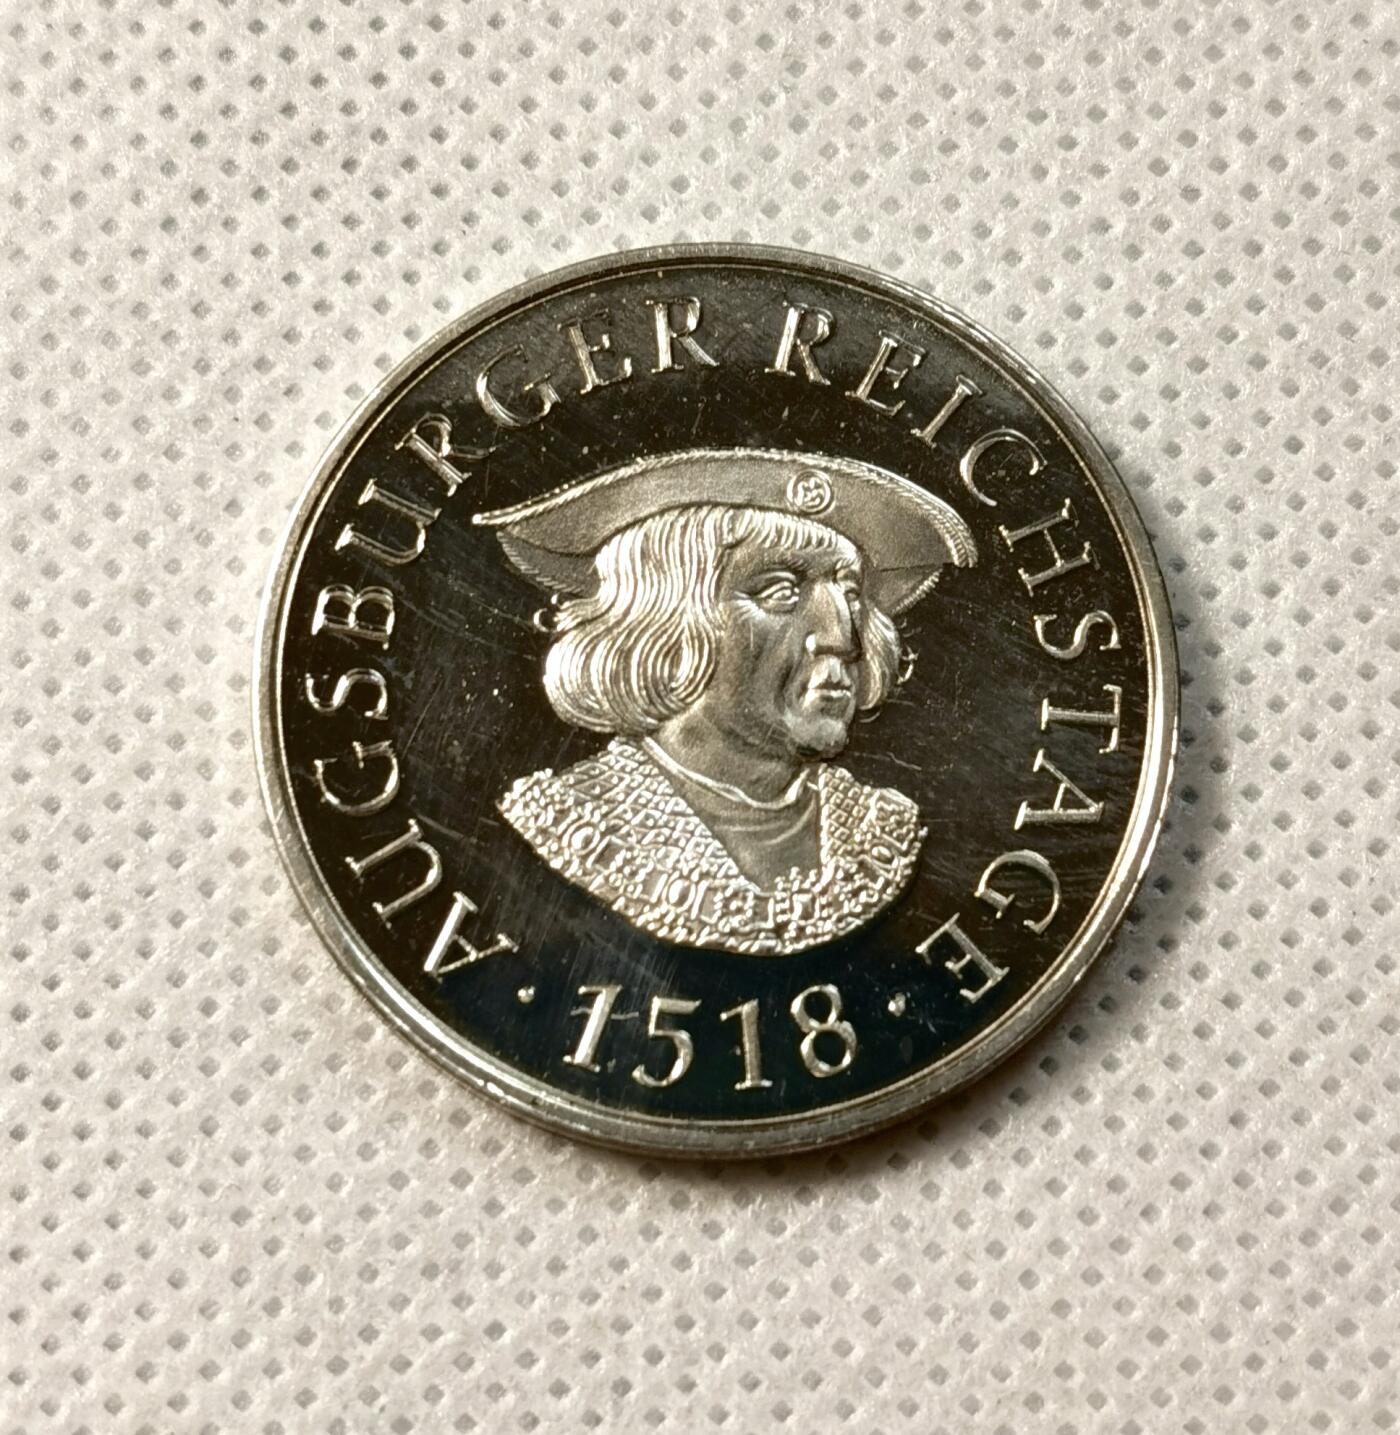 AUGSBURGER REICHSTAGE
· 1518 ·